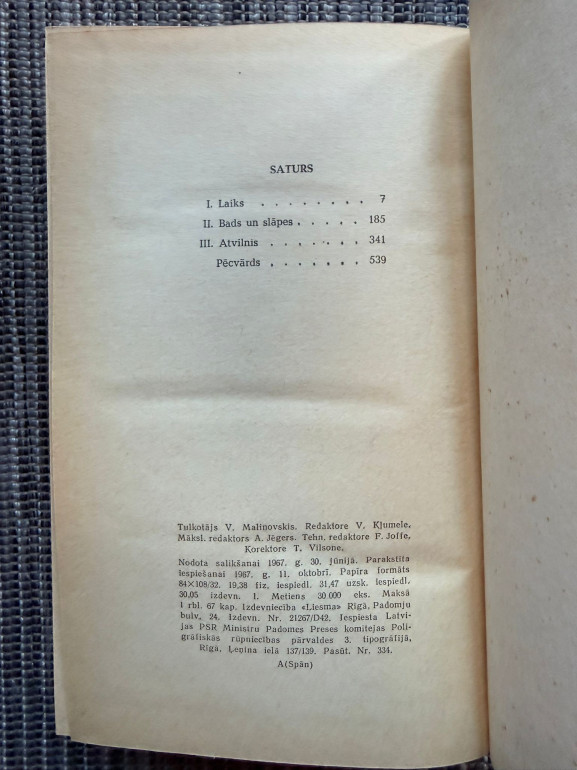 SATURS
I. Laiks . . . . . . . . 7
II. Bads un slāpes . . . . . 185
III. Atvilnis . . . . . . . 341
Pēcvārds . . . . . . . 539
Tulkotājs V. Maļinovskis. Redaktore V. Kļumele.
Māksl. redaktors A. Jēgers. Tehn. redaktore F. Joffe.
Korektore T. Vilsone.
Nodota salikšanai 1967. g. 30. jūnijā. Parakstīta
iespiešanai 1967. g. 11. oktobrī. Papīra formāts
84×108/32. 19,38 fiz. iespiedl. 31,47 uzsk. iespiedl.
30,05 izdevn. l. Metiens 30.000 eks. Maksā
1 rbl. 67 kap. Izdevniecība «Liesma» Rīgā, Padomju
bulv. 24. Izdevn. Nr. 21267/D42. Iespiesta Latvi-
jas PSR Ministru Padomes Preses komitejas Poli-
grāfiskās rūpniecības pārvaldes 3. tipogrāfijā,
Rīgā, Ļeņina ielā 137/139. Pasūt. Nr. 334.
A(Spān)